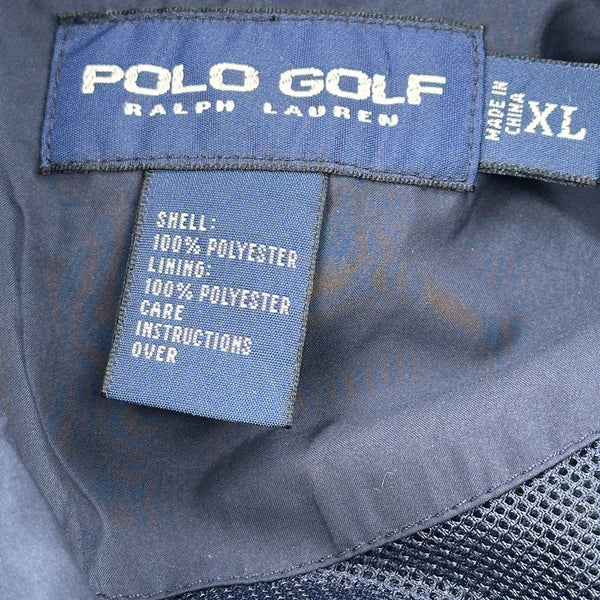 POLO GOLF
RALPH LAUREN
MADE IN
CHINA
XL
SHELL:
100% POLYESTER
LINING:
100% POLYESTER
CARE
INSTRUCTIONS
OVER